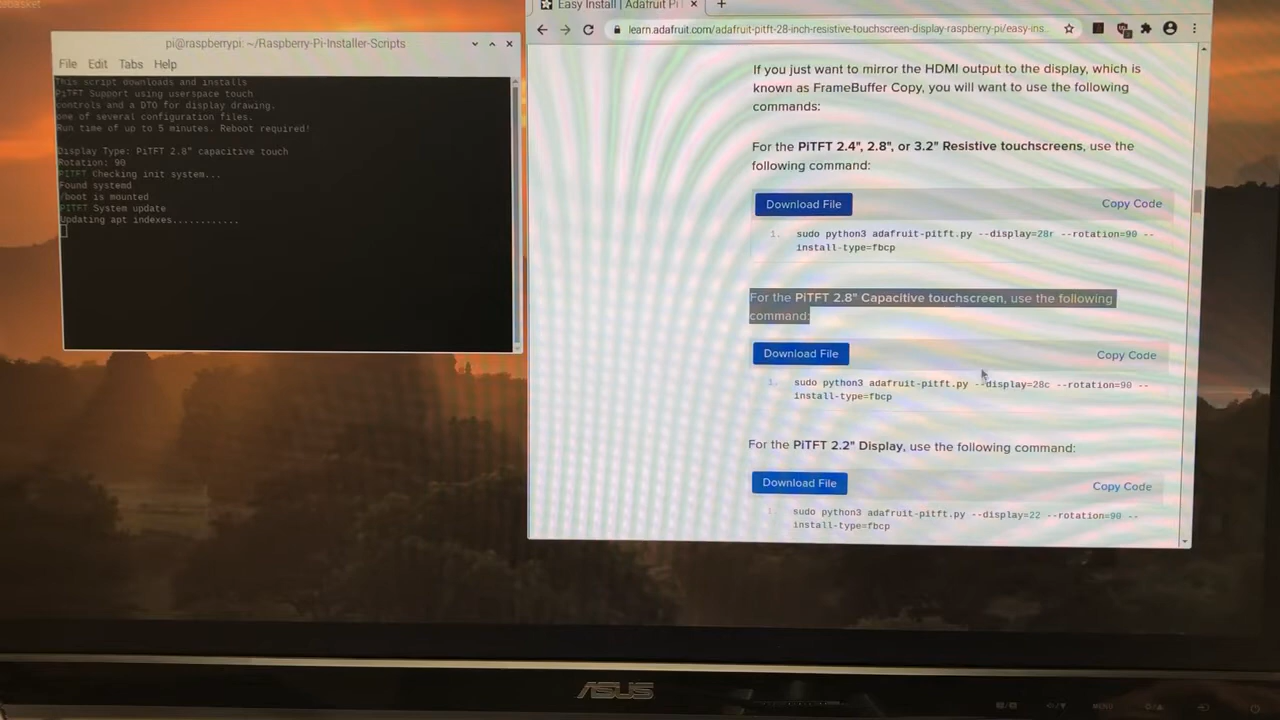 ebasket
pi@raspberrypi: ~/Raspberry-Pi-Installer-Scripts
File Edit Tabs Help
This script downloads and installs
PiTFT Support using userspace touch
controls and a DTO for display drawing.
one of several configuration files.
Run time of up to 5 minutes. Reboot required!
Display Type: PiTFT 2.8" capacitive touch
Rotation: 90
PITFT Checking init system...
Found systemd
/boot is mounted
PITFT System update
Updating apt indexes............
Easy Install | Adafruit Pi
learn.adafruit.com/adafruit-pitft-28-inch-resistive-touchscreen-display-raspberry-pi/easy-ins...
If you just want to mirror the HDMI output to the display, which is
known as FrameBuffer Copy, you will want to use the following
commands:
For the PiTFT 2.4", 2.8", or 3.2" Resistive touchscreens, use the
following command:
Download File
Copy Code
1. sudo python3 adafruit-pitft.py --display=28r --rotation=90 --
install-type=fbcp
For the PiTFT 2.8" Capacitive touchscreen, use the following
command:
Download File
Copy Code
1. sudo python3 adafruit-pitft.py --display=28c --rotation=90 --
install-type=fbcp
For the PiTFT 2.2" Display, use the following command:
Download File
Copy Code
1. sudo python3 adafruit-pitft.py --display=22 --rotation=90 --
install-type=fbcp
ASUS
MENU